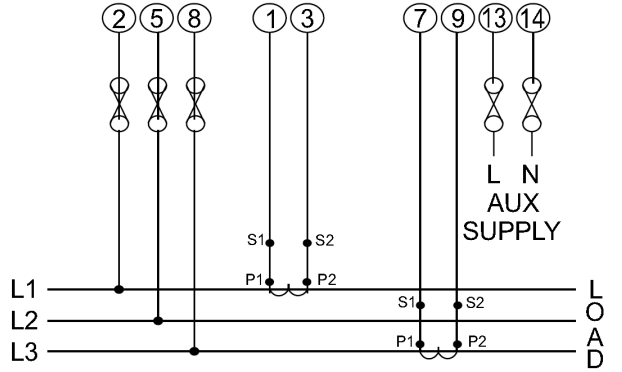 2 5 8 1 3 7 9 13 14
L N
AUX
SUPPLY
S1 S2
P1 P2
L1
S1 S2
L2
P1 P2
L3
LOAD